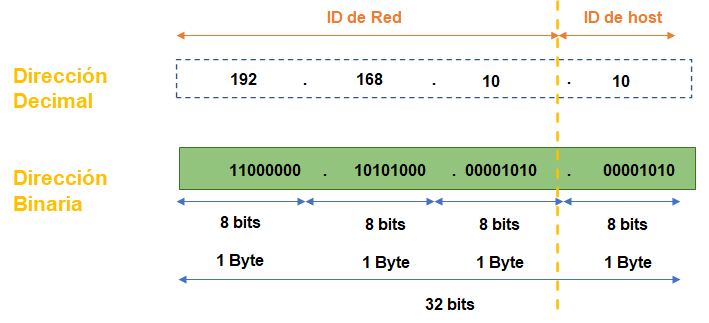 ID de Red ID de host
Dirección
Decimal
192 . 168 . 10 . 10
Dirección
Binaria
11000000 . 10101000 . 00001010 . 00001010
8 bits 8 bits 8 bits 8 bits
1 Byte 1 Byte 1 Byte 1 Byte
32 bits